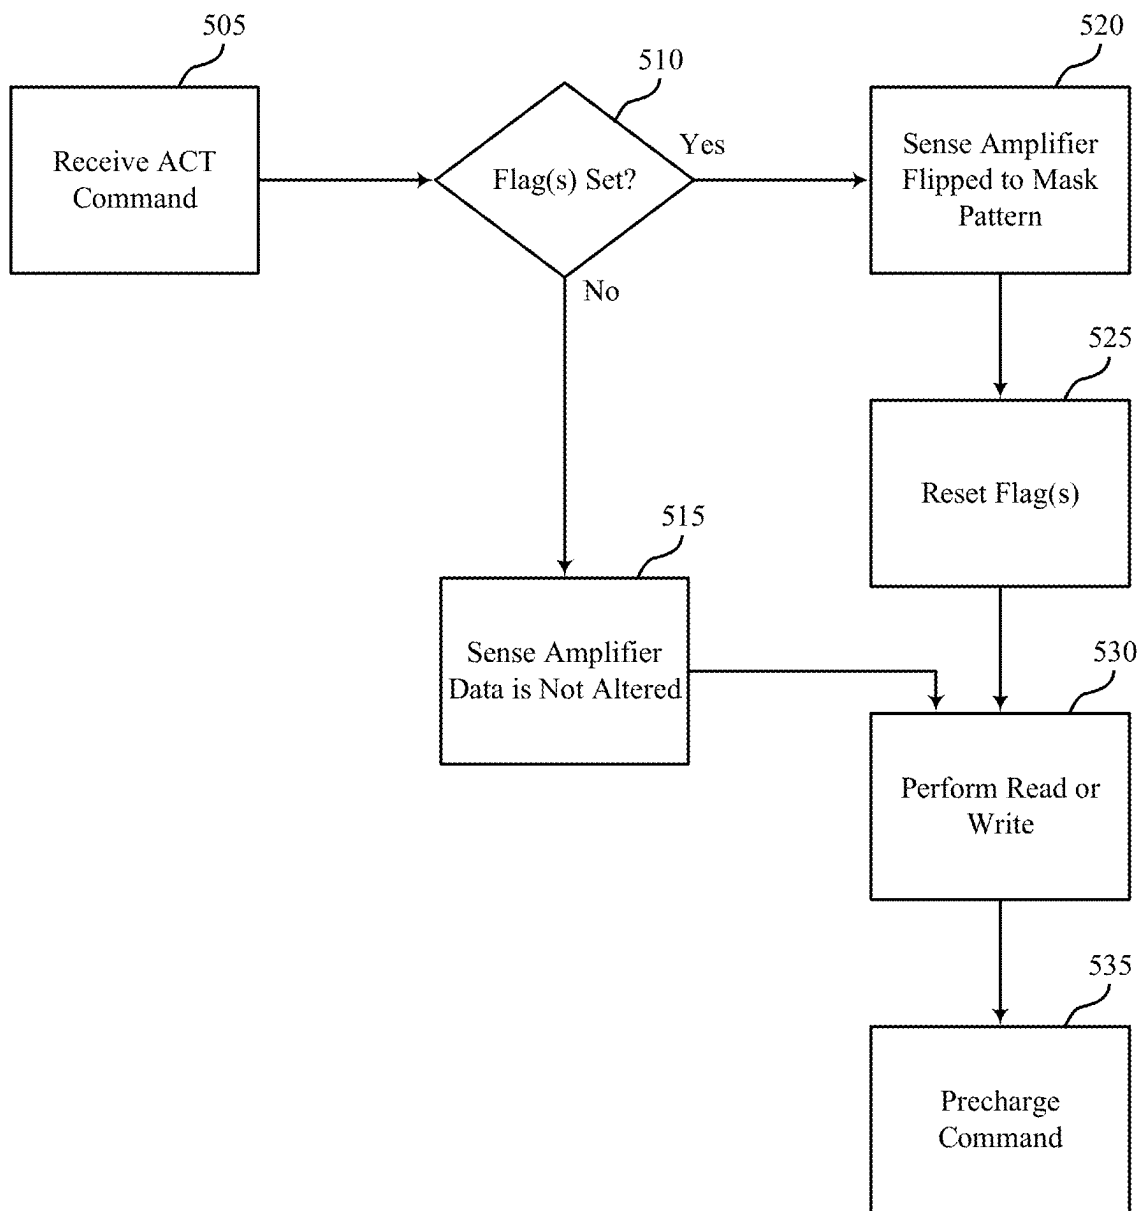 505
Receive ACT
Command
510
Flag(s) Set?
Yes
No
520
Sense Amplifier
Flipped to Mask
Pattern
525
Reset Flag(s)
515
Sense Amplifier
Data is Not Altered
530
Perform Read or
Write
535
Precharge
Command